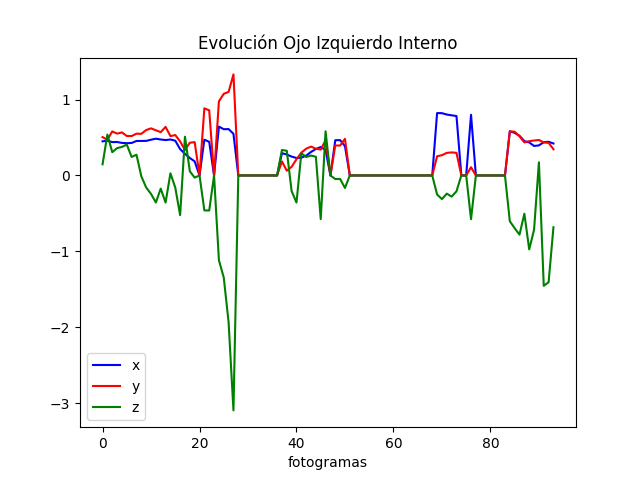 Evolución Ojo Izquierdo Interno
1
0
−1
−2
−3
x
y
z
0 20 40 60 80
fotogramas